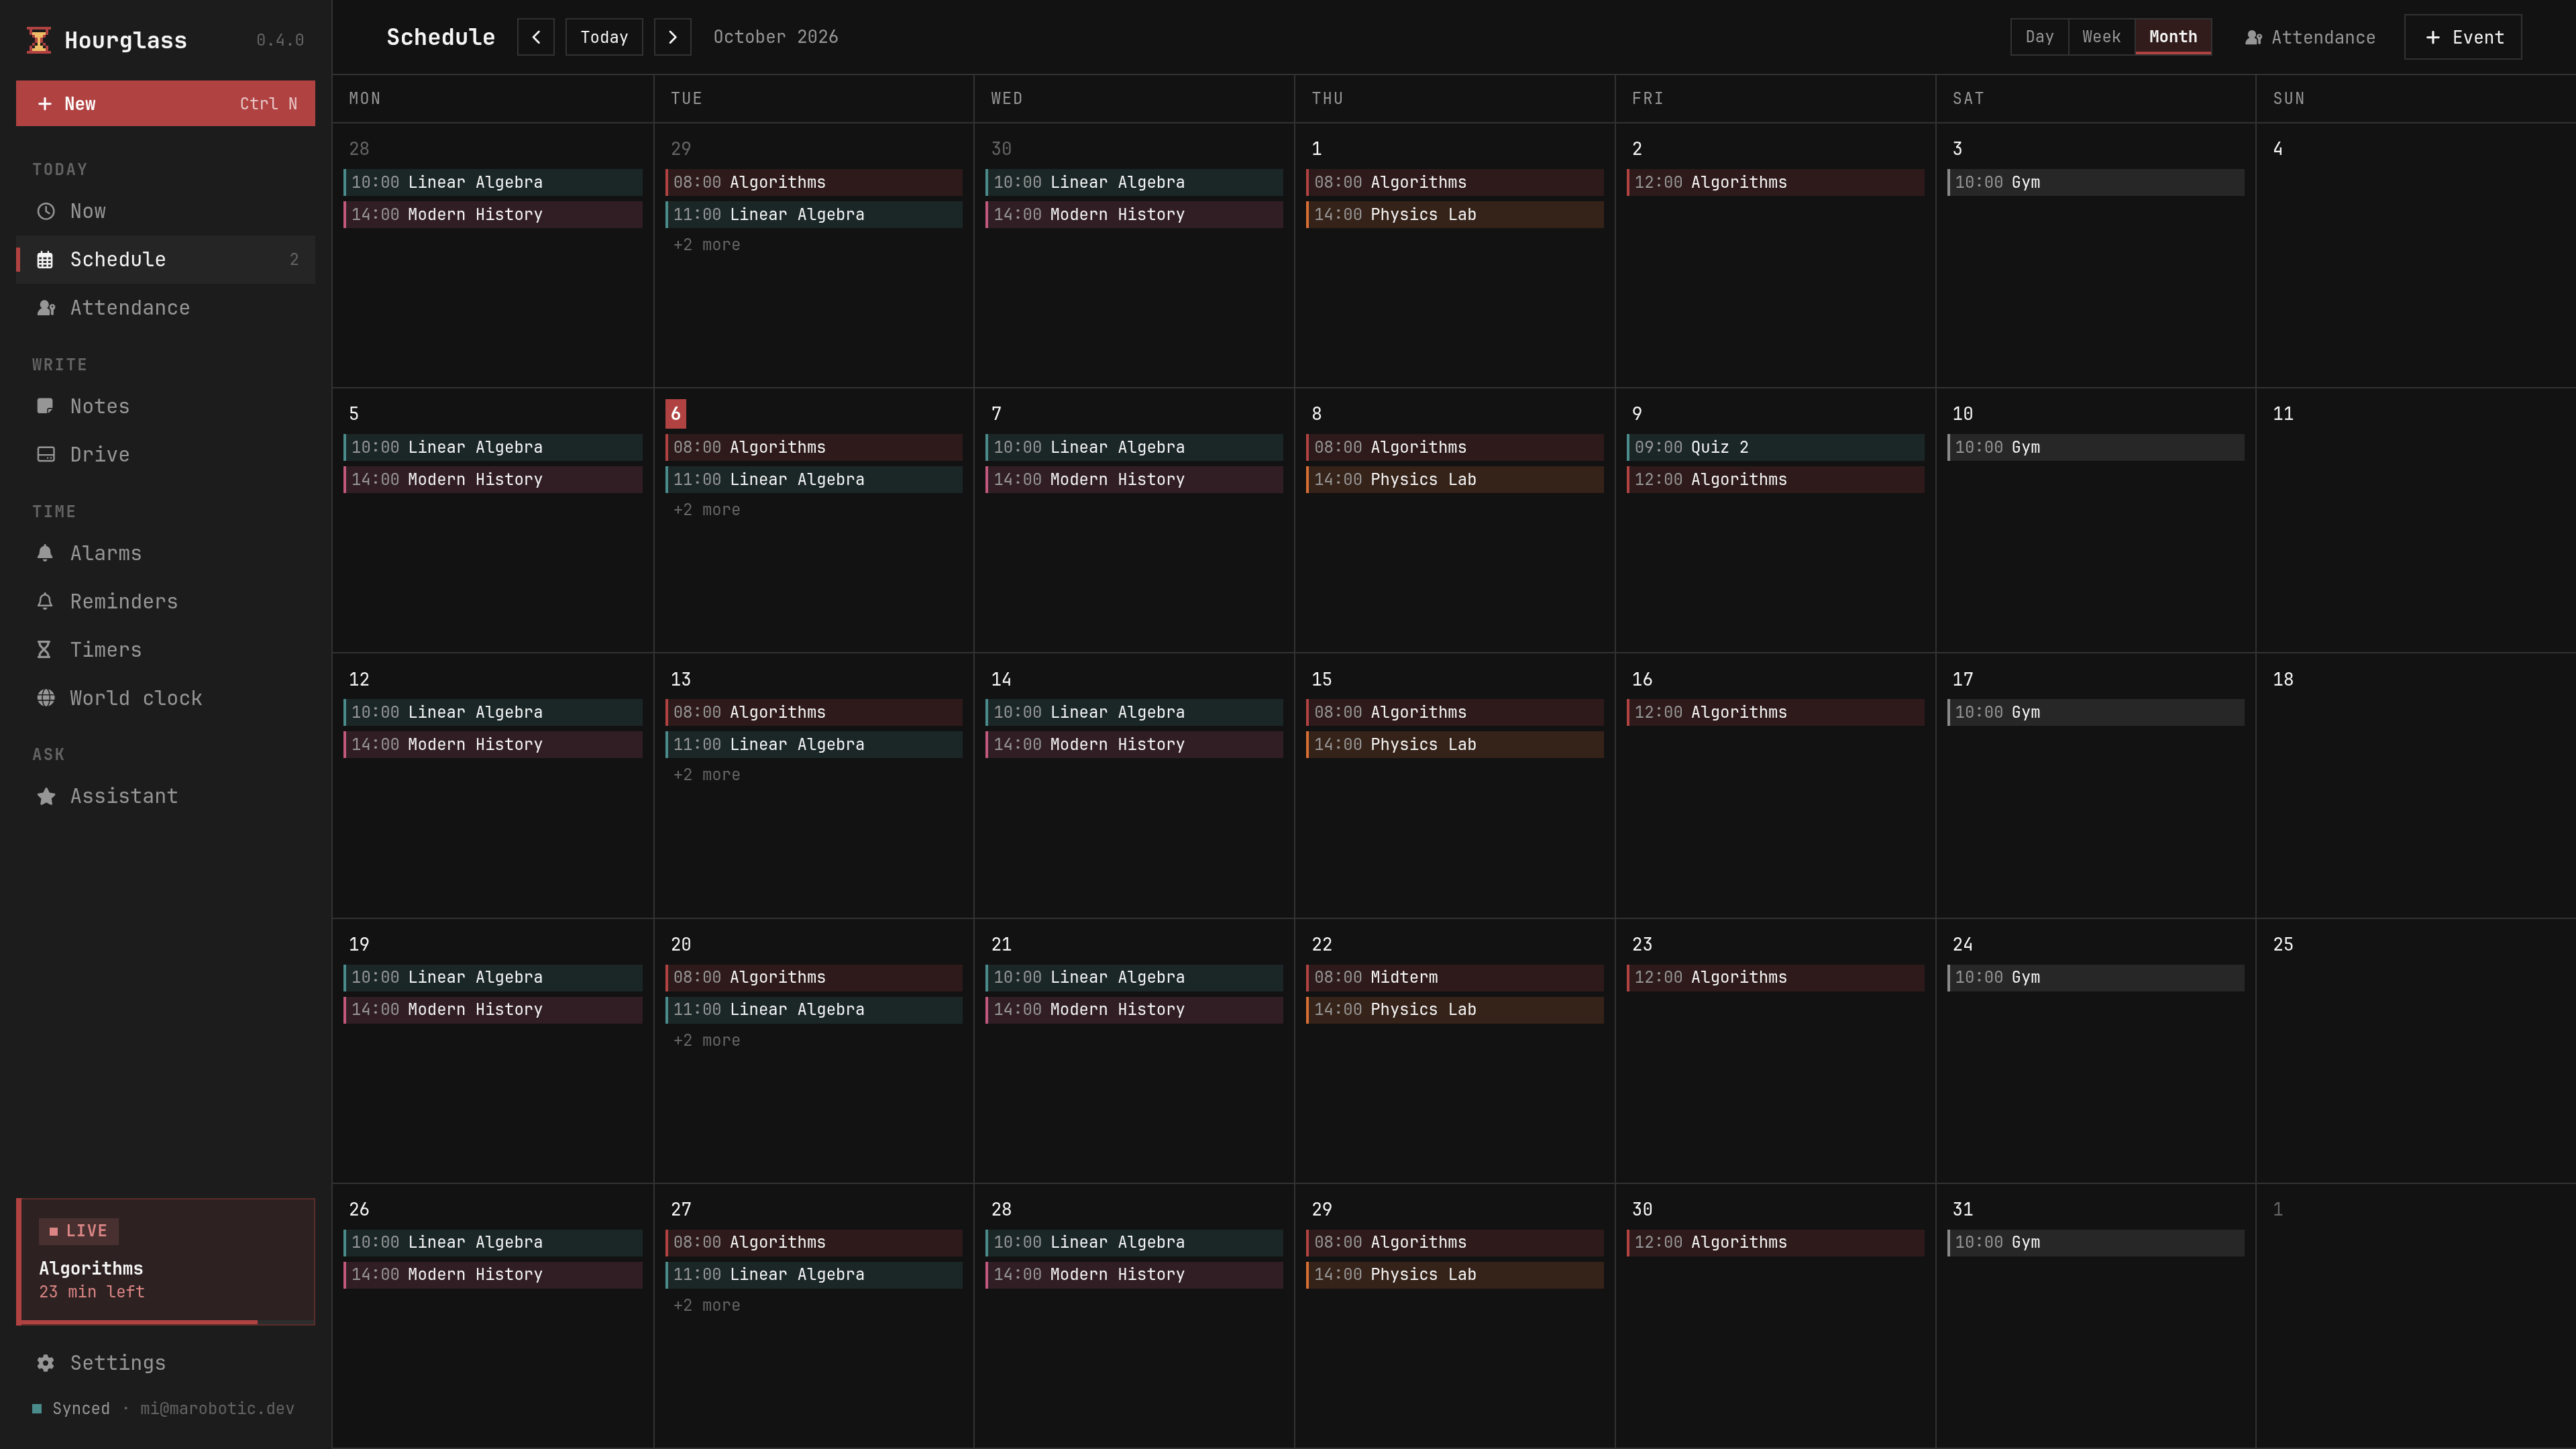 Hourglass 0.4.0
+ New Ctrl N
TODAY
Now
Schedule 2
Attendance
WRITE
Notes
Drive
TIME
Alarms
Reminders
Timers
World clock
ASK
Assistant
LIVE
Algorithms
23 min left
Settings
Synced · mi@marobotic.dev
Schedule < Today > October 2026 Day Week Month Attendance + Event
MON TUE WED THU FRI SAT SUN
28 29 30 1 2 3 4
10:00 Linear Algebra 08:00 Algorithms 10:00 Linear Algebra 08:00 Algorithms 12:00 Algorithms 10:00 Gym
14:00 Modern History 11:00 Linear Algebra 14:00 Modern History 14:00 Physics Lab
+2 more
5 6 7 8 9 10 11
10:00 Linear Algebra 08:00 Algorithms 10:00 Linear Algebra 08:00 Algorithms 09:00 Quiz 2 10:00 Gym
14:00 Modern History 11:00 Linear Algebra 14:00 Modern History 14:00 Physics Lab 12:00 Algorithms
+2 more
12 13 14 15 16 17 18
10:00 Linear Algebra 08:00 Algorithms 10:00 Linear Algebra 08:00 Algorithms 12:00 Algorithms 10:00 Gym
14:00 Modern History 11:00 Linear Algebra 14:00 Modern History 14:00 Physics Lab
+2 more
19 20 21 22 23 24 25
10:00 Linear Algebra 08:00 Algorithms 10:00 Linear Algebra 08:00 Midterm 12:00 Algorithms 10:00 Gym
14:00 Modern History 11:00 Linear Algebra 14:00 Modern History 14:00 Physics Lab
+2 more
26 27 28 29 30 31 1
10:00 Linear Algebra 08:00 Algorithms 10:00 Linear Algebra 08:00 Algorithms 12:00 Algorithms 10:00 Gym
14:00 Modern History 11:00 Linear Algebra 14:00 Modern History 14:00 Physics Lab
+2 more